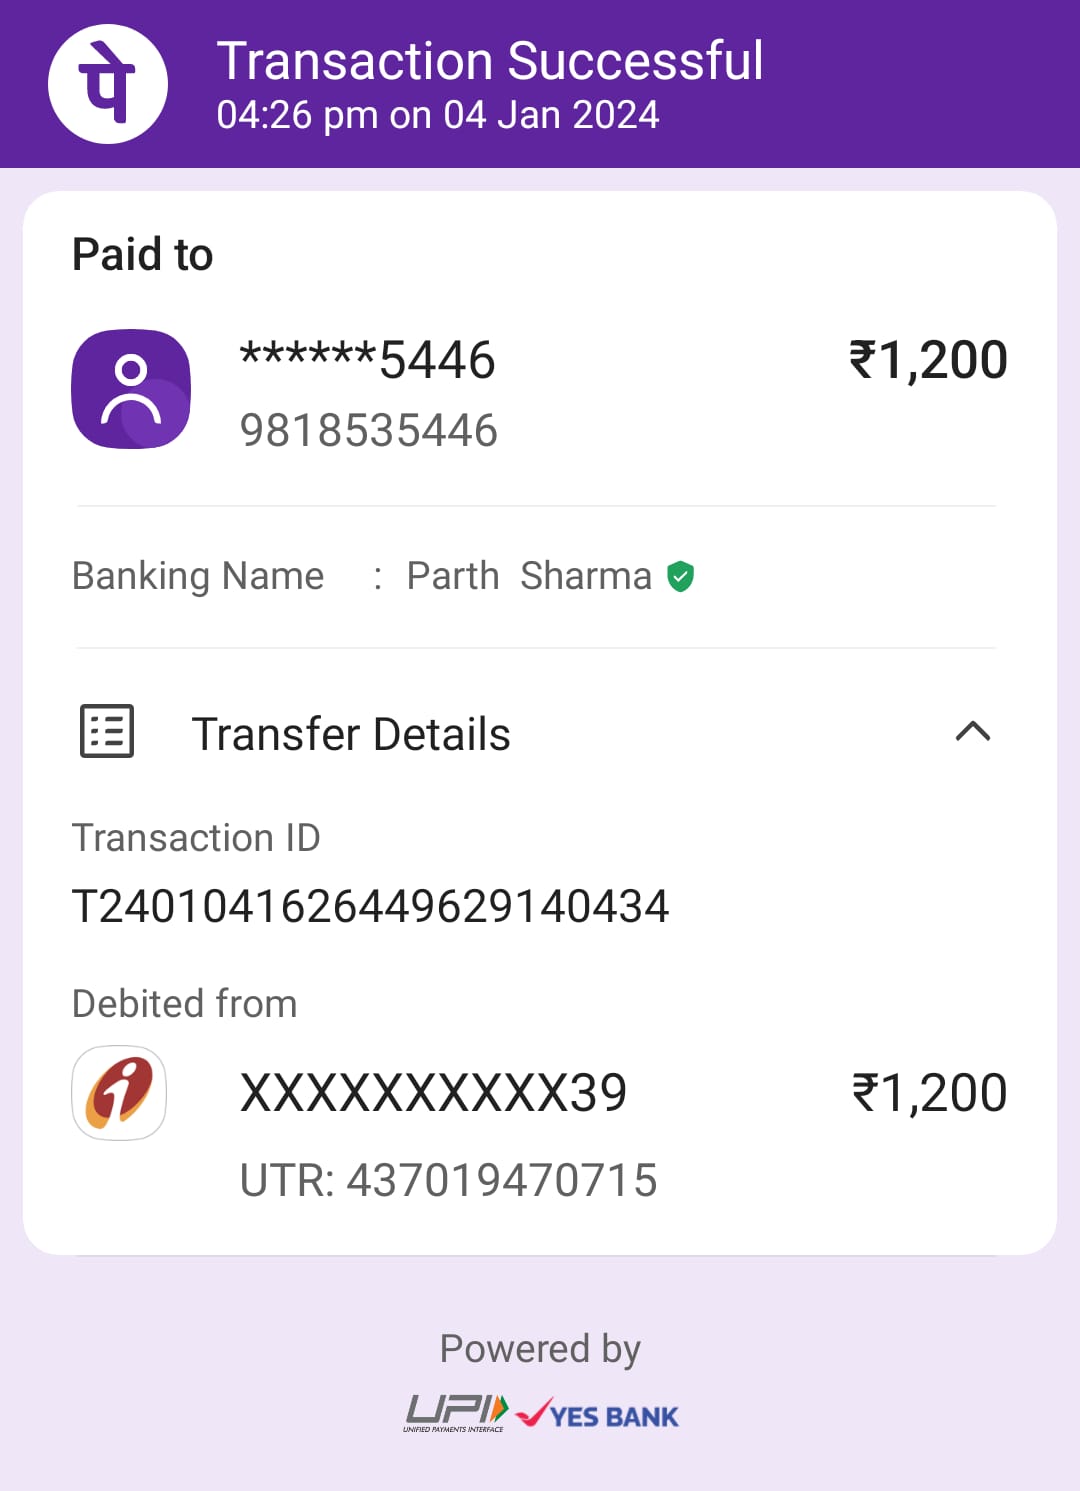 पे
Transaction Successful
04:26 pm on 04 Jan 2024
Paid to
******5446 ₹1,200
9818535446
Banking Name : Parth Sharma
Transfer Details
Transaction ID
T2401041626449629140434
Debited from
XXXXXXXXXX39 ₹1,200
UTR: 437019470715
Powered by
UPI YES BANK
UNIFIED PAYMENTS INTERFACE